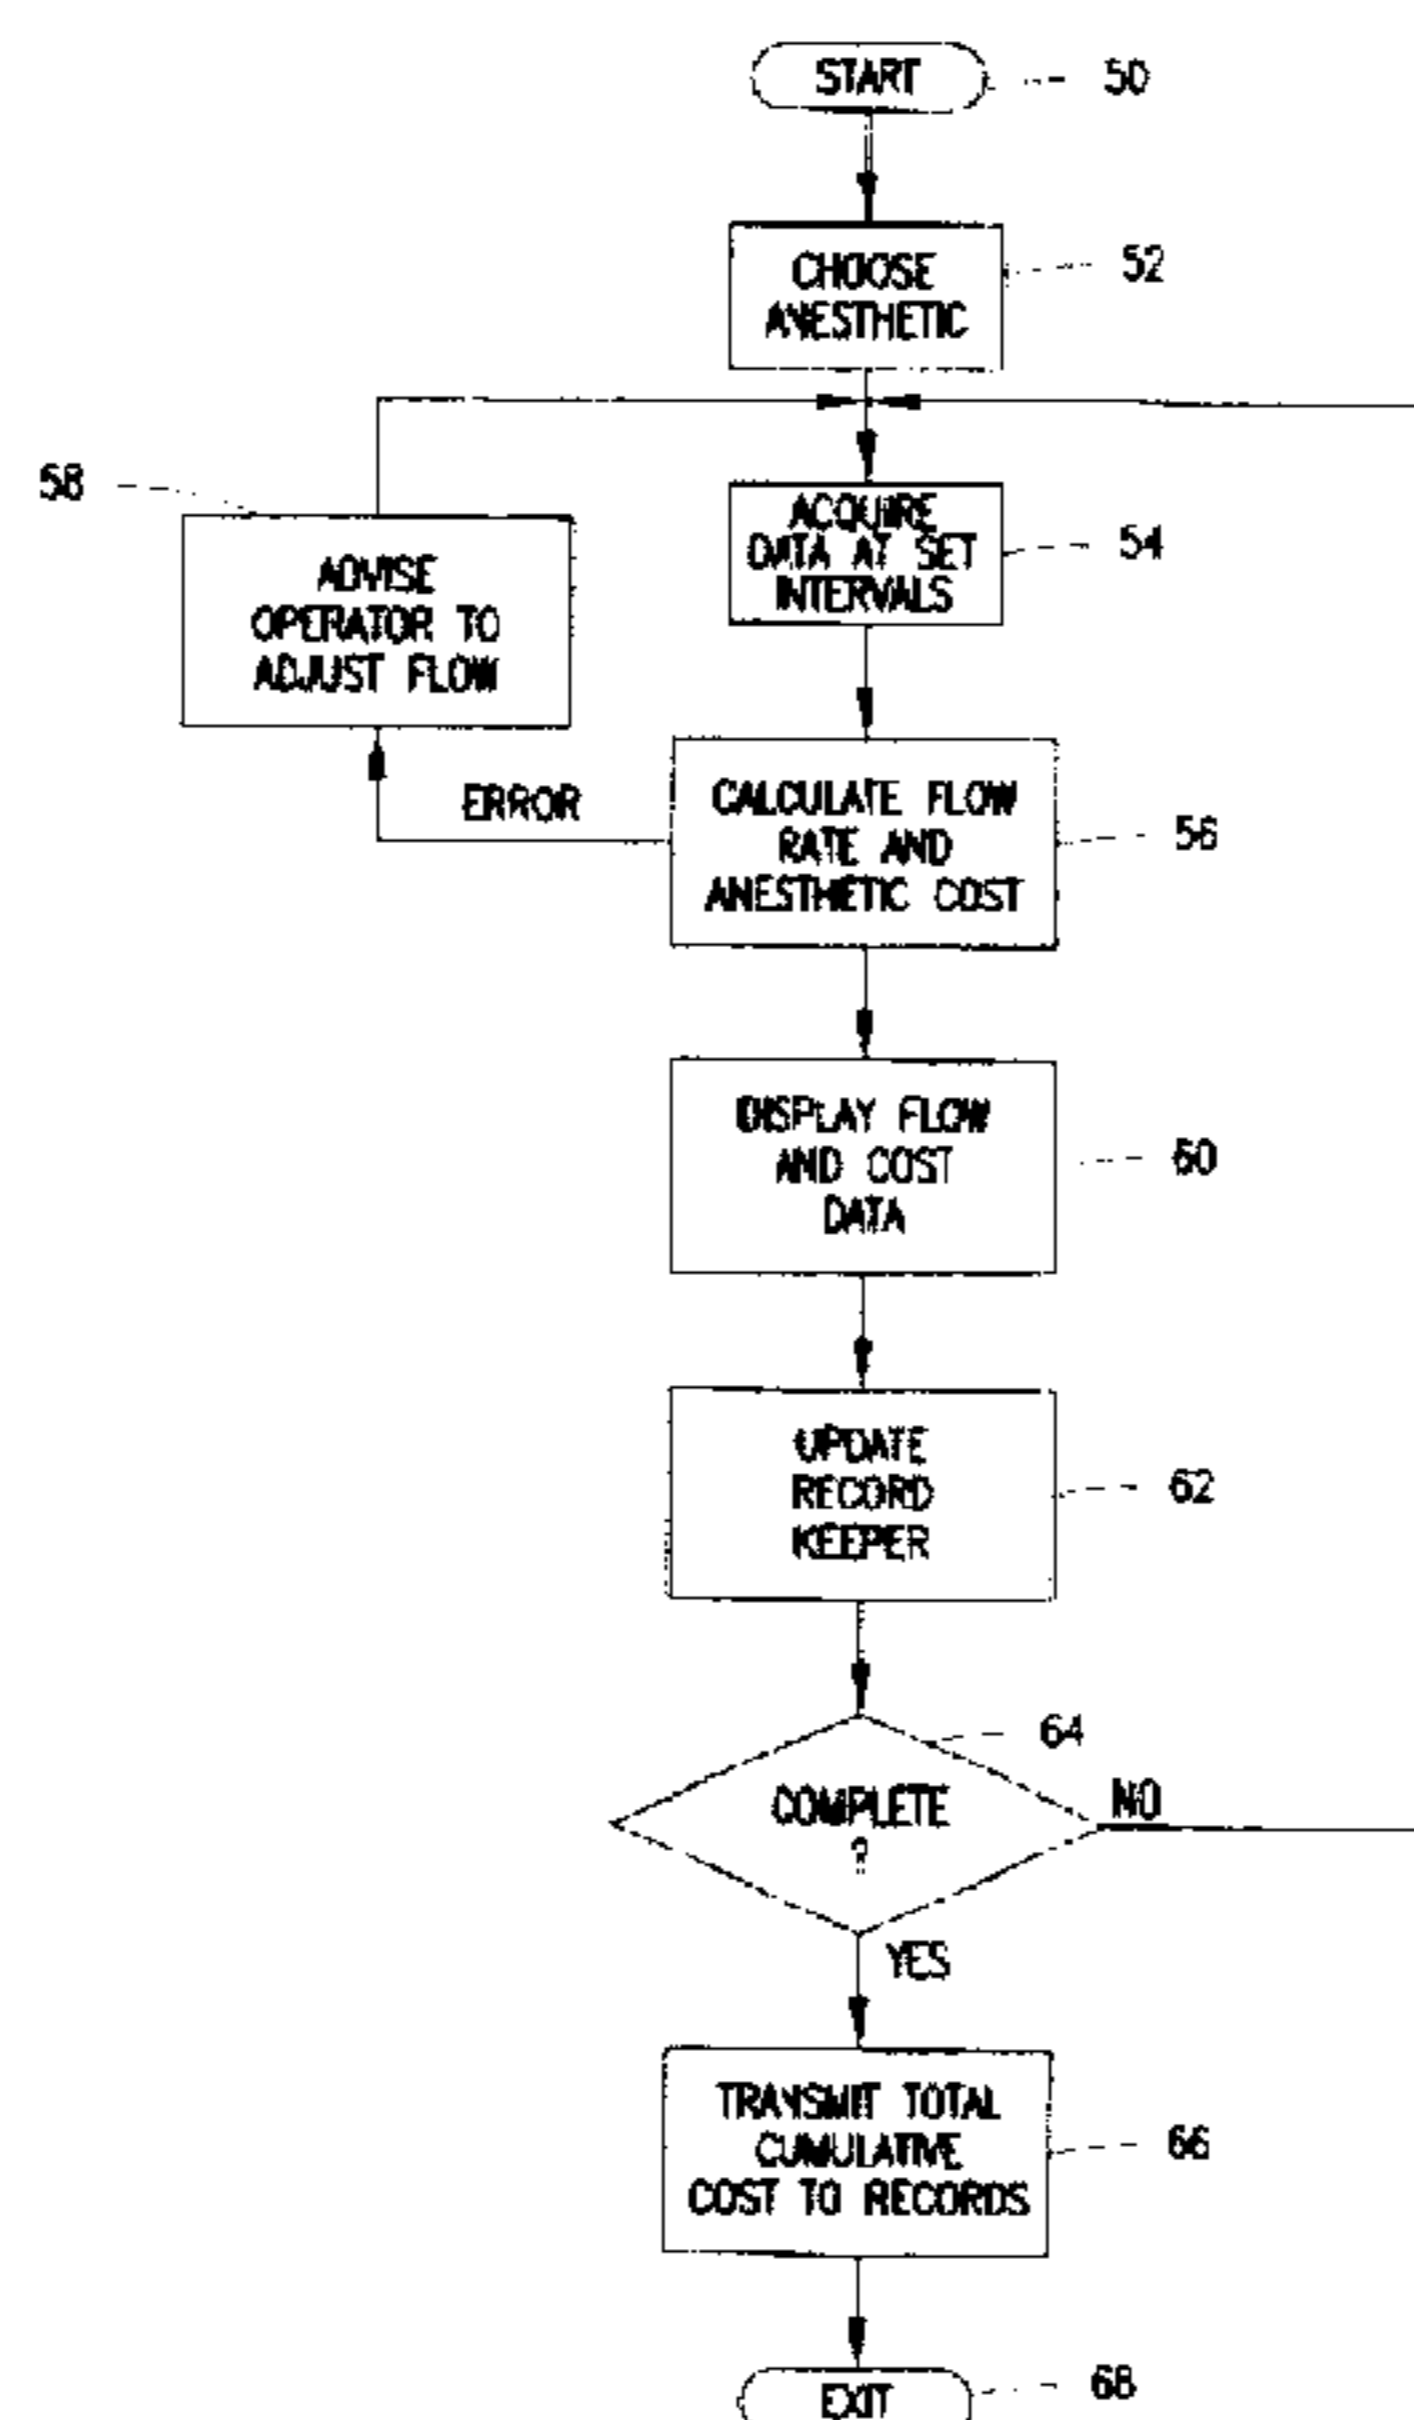 START
50
CHOOSE
ANESTHETIC
52
58
ADVISE
OPERATOR TO
ADJUST FLOW
ACQUIRE
DATA AT SET
INTERVALS
54
ERROR
CALCULATE FLOW
RATE AND
ANESTHETIC COST
56
DISPLAY FLOW
AND COST
DATA
60
UPDATE
RECORD
KEEPER
62
64
COMPLETE
?
NO
YES
TRANSMIT TOTAL
CUMULATIVE
COST TO RECORDS
66
EXIT
68